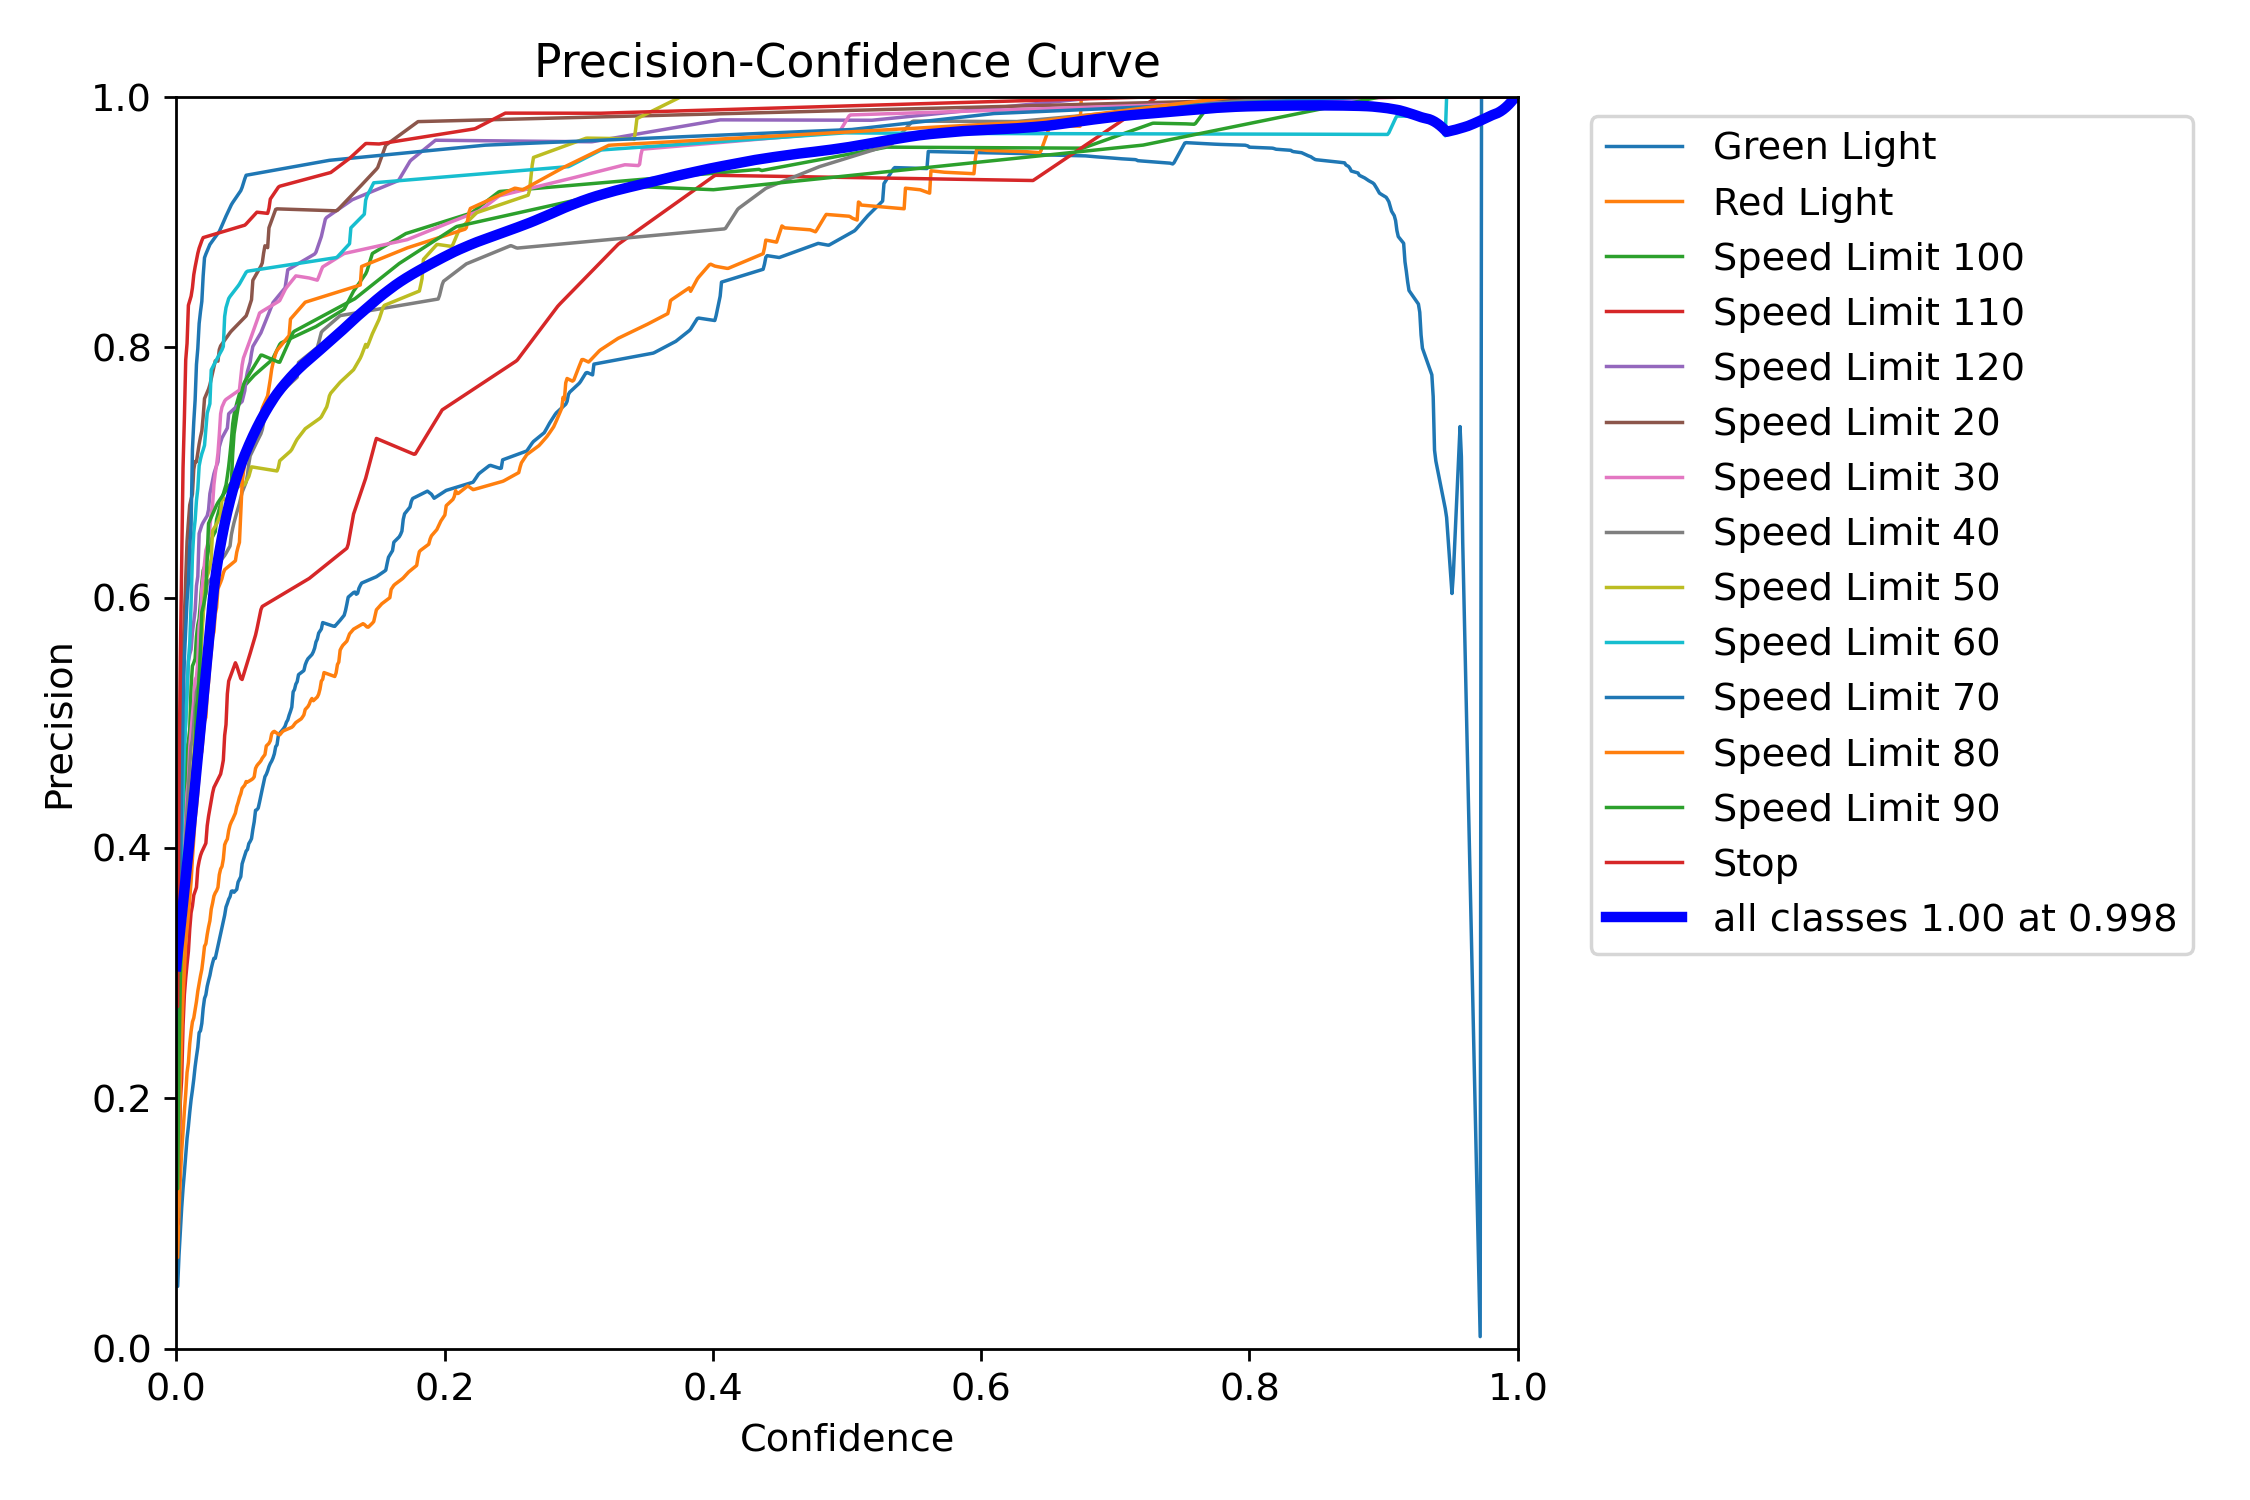 Precision-Confidence Curve
1.0
0.8
0.6
0.4
0.2
0.0
Precision
0.0 0.2 0.4 0.6 0.8 1.0
Confidence
Green Light
Red Light
Speed Limit 100
Speed Limit 110
Speed Limit 120
Speed Limit 20
Speed Limit 30
Speed Limit 40
Speed Limit 50
Speed Limit 60
Speed Limit 70
Speed Limit 80
Speed Limit 90
Stop
all classes 1.00 at 0.998